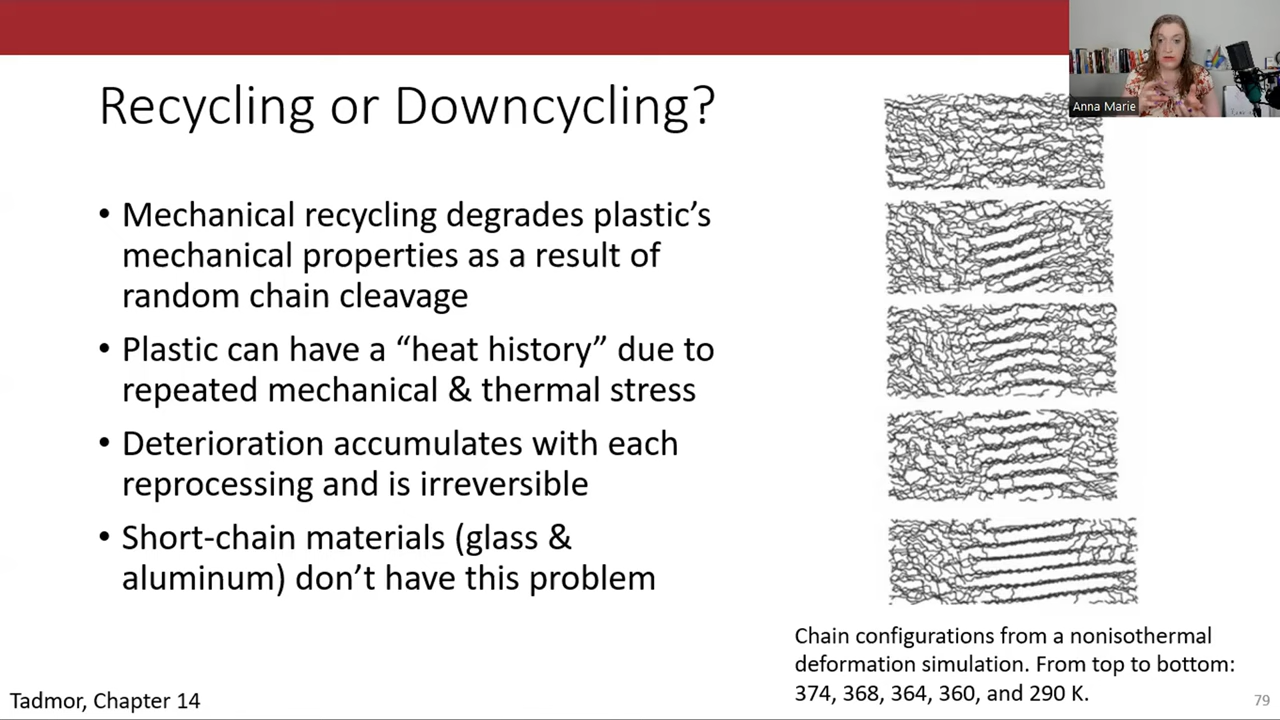 Anna Marie
Recycling or Downcycling?
• Mechanical recycling degrades plastic’s
mechanical properties as a result of
random chain cleavage
• Plastic can have a “heat history” due to
repeated mechanical & thermal stress
• Deterioration accumulates with each
reprocessing and is irreversible
• Short-chain materials (glass &
aluminum) don’t have this problem
Chain configurations from a nonisothermal
deformation simulation. From top to bottom:
374, 368, 364, 360, and 290 K.
Tadmor, Chapter 14
79